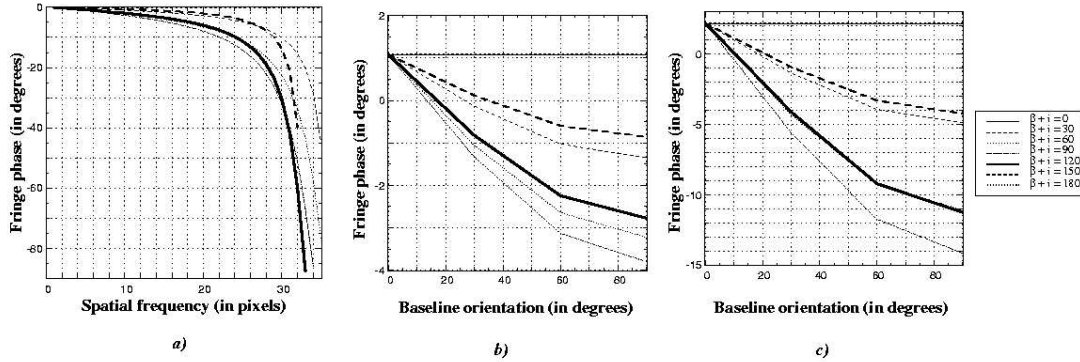 0
-20
-40
-60
-80
0
10
20
30
Fringe phase (in degrees)
Spatial frequency (in pixels)
a)
2
0
-2
-4
0
20
40
60
80
Fringe phase (in degrees)
Baseline orientation (in degrees)
b)
0
-5
-10
-15
0
20
40
60
80
Fringe phase (in degrees)
Baseline orientation (in degrees)
c)
β + i = 0
β + i = 30
β + i = 60
β + i = 90
β + i = 120
β + i = 150
β + i = 180